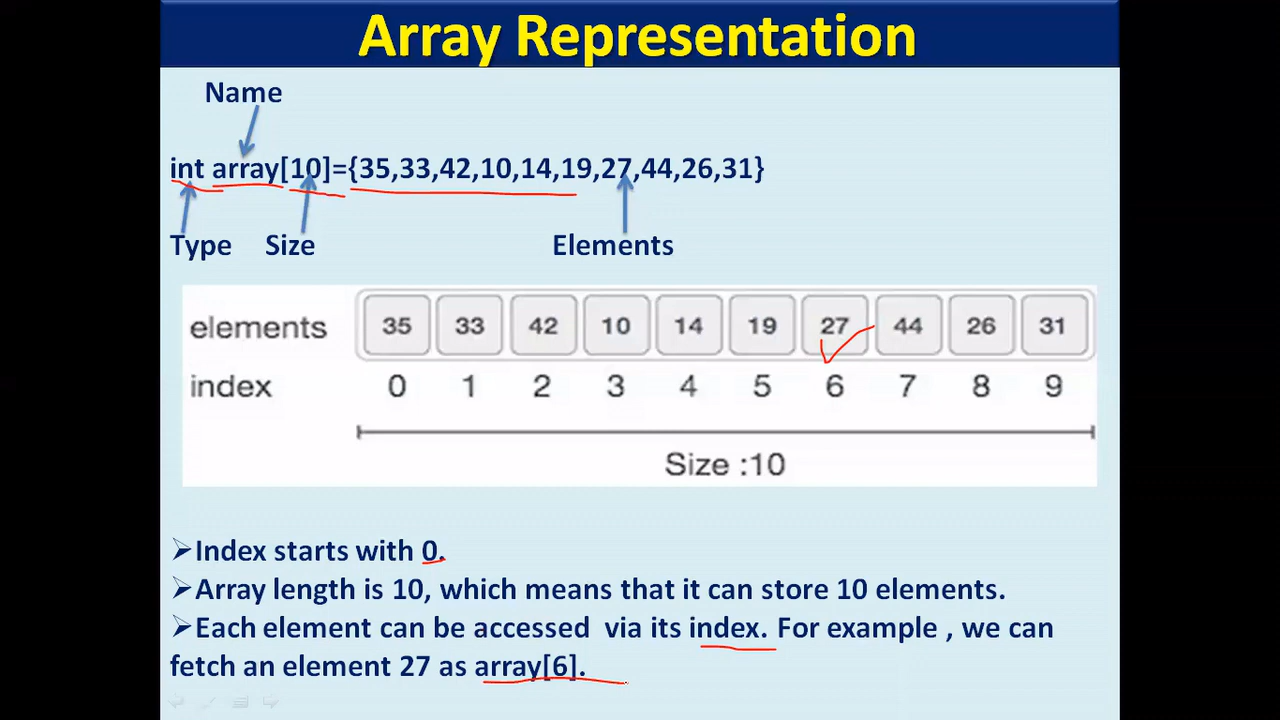 Array Representation
Name
int array[10]={35,33,42,10,14,19,27,44,26,31}
Type Size Elements
elements 35 33 42 10 14 19 27 44 26 31
index 0 1 2 3 4 5 6 7 8 9
Size :10
➢Index starts with 0.
➢Array length is 10, which means that it can store 10 elements.
➢Each element can be accessed via its index. For example , we can
fetch an element 27 as array[6].